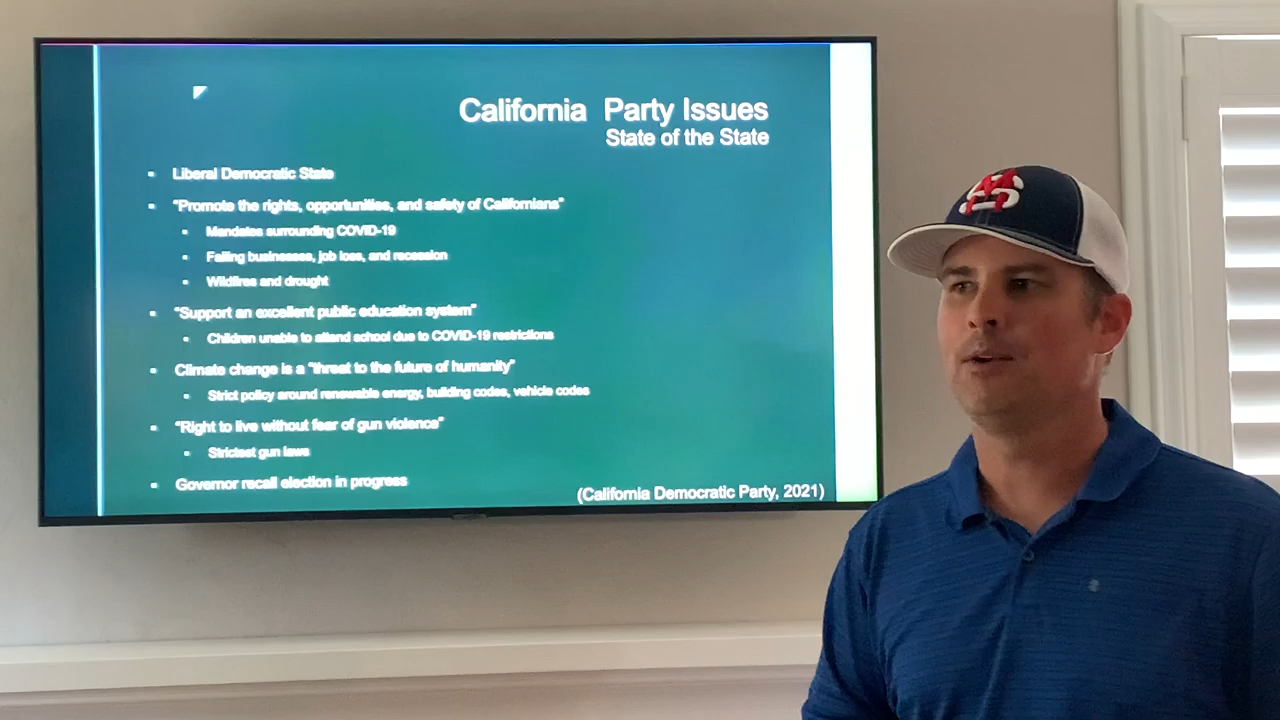 California Party Issues
State of the State
Liberal Democratic State
"Promote the rights, opportunities, and safety of Californians"
Mandates surrounding COVID-19
Failing businesses, job loss, and recession
Wildfires and drought
"Support an excellent public education system"
Children unable to attend school due to COVID-19 restrictions
Climate change is a "threat to the future of humanity"
Strict policy around renewable energy, building codes, vehicle codes
"Right to live without fear of gun violence"
Strictest gun laws
Governor recall election in progress
(California Democratic Party, 2021)